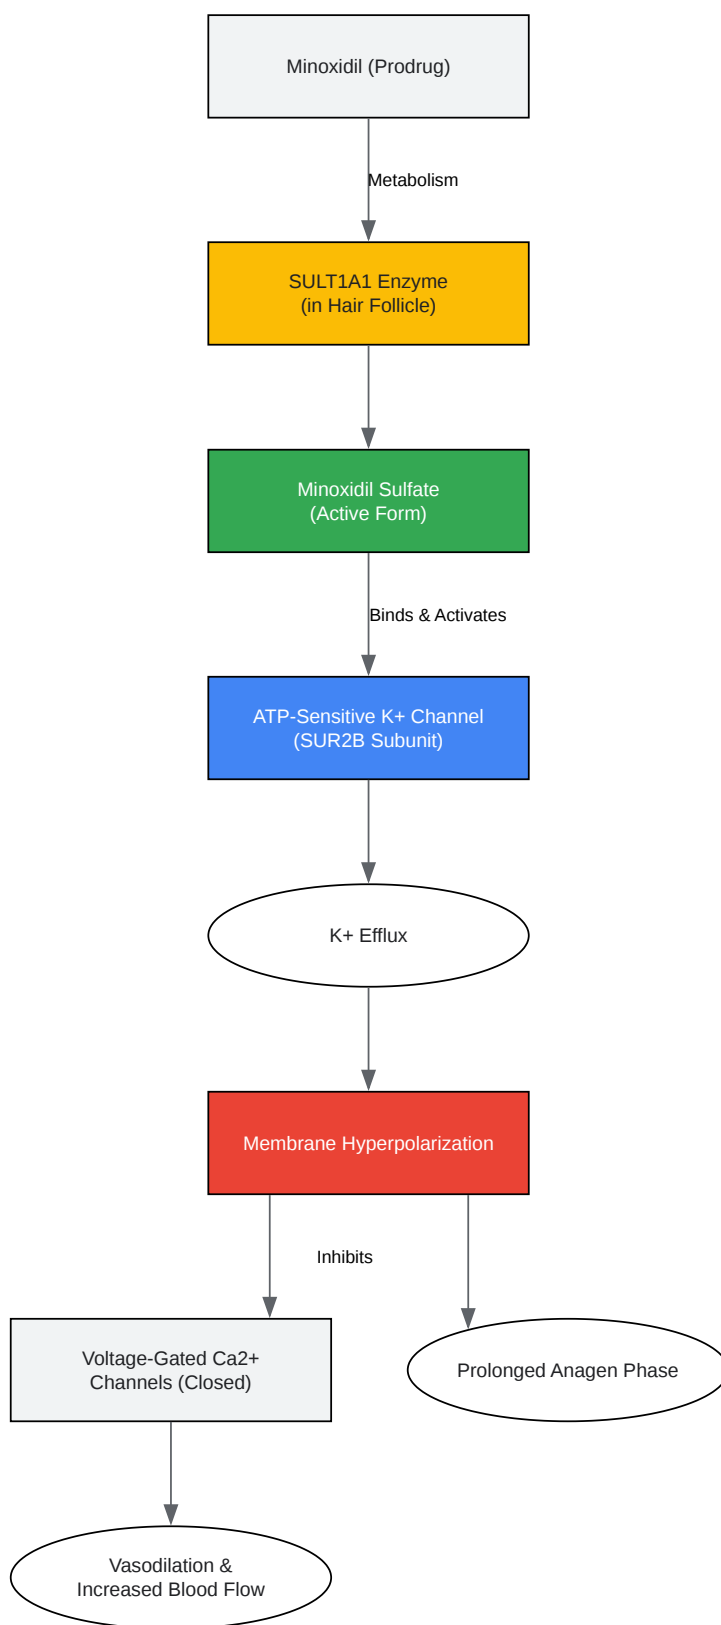 Minoxidil (Prodrug)
Metabolism
SULT1A1 Enzyme
(in Hair Follicle)
Minoxidil Sulfate
(Active Form)
Binds & Activates
ATP-Sensitive K+ Channel
(SUR2B Subunit)
K+ Efflux
Membrane Hyperpolarization
Inhibits
Voltage-Gated Ca2+
Channels (Closed)
Prolonged Anagen Phase
Vasodilation &
Increased Blood Flow